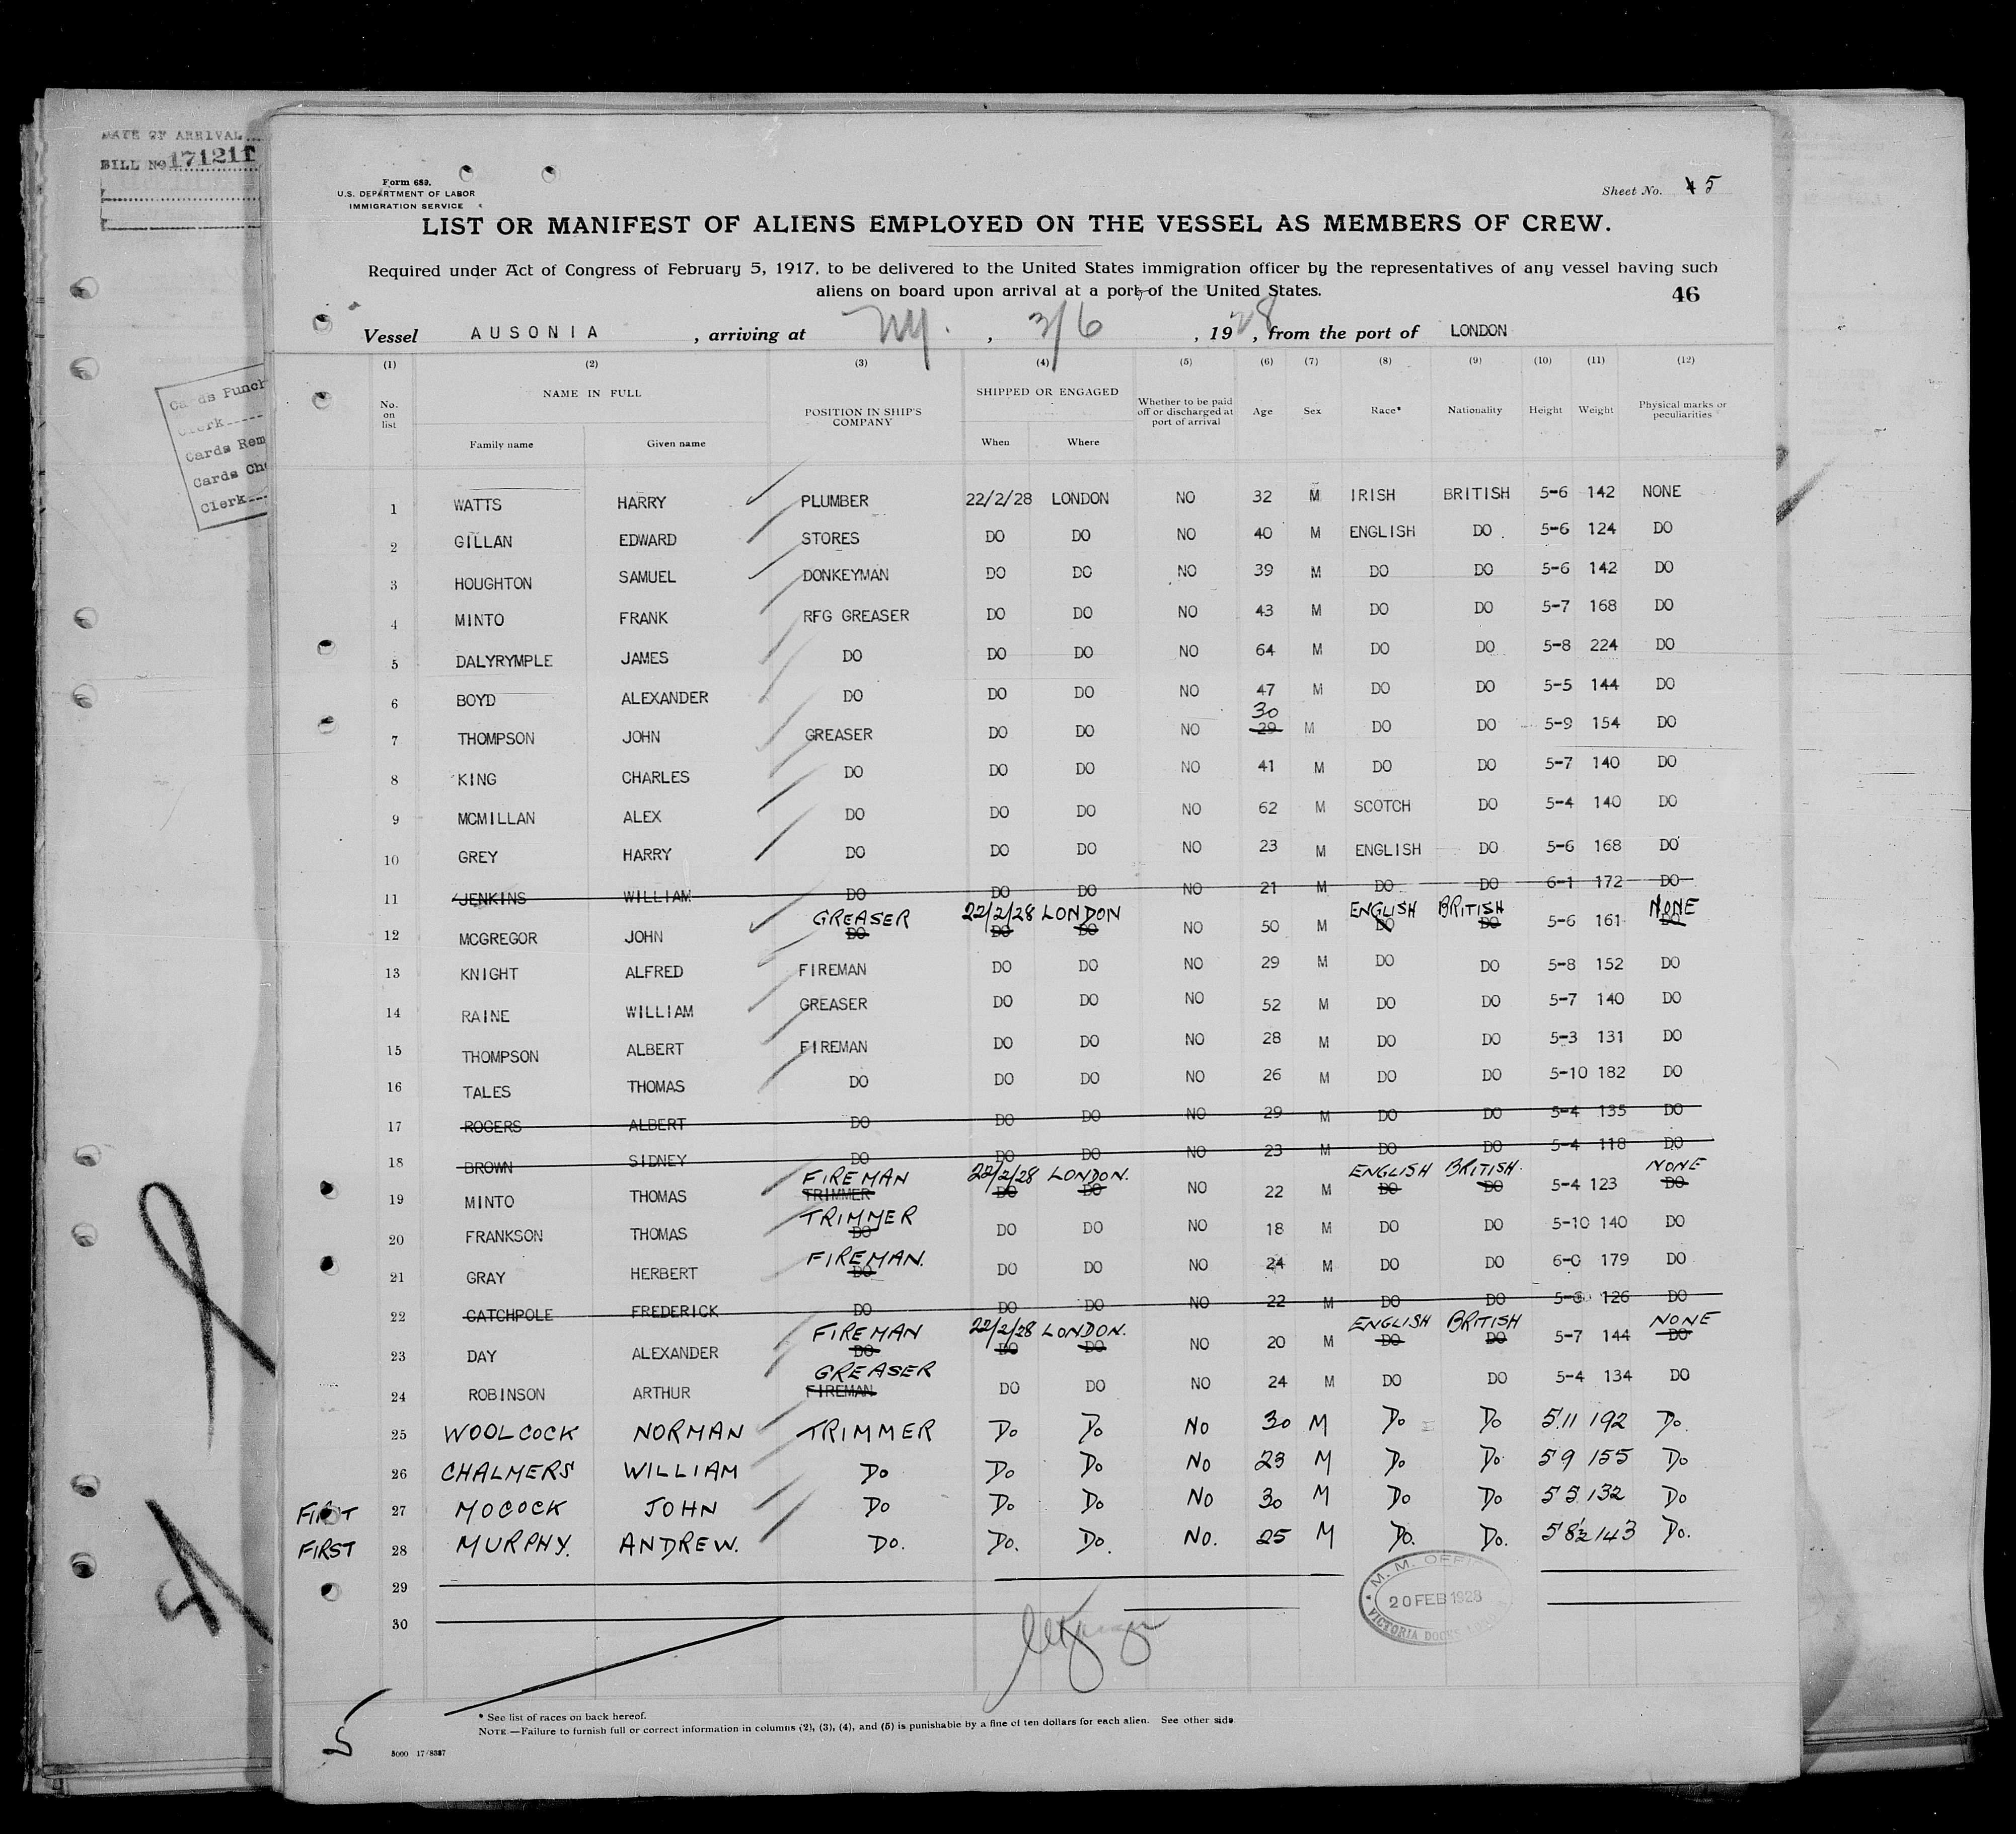 DATE OF ARRIVAL
BILL No 171211
Form 689.
U.S. DEPARTMENT OF LABOR
IMMIGRATION SERVICE
Sheet No. 5
LIST OR MANIFEST OF ALIENS EMPLOYED ON THE VESSEL AS MEMBERS OF CREW.
Required under Act of Congress of February 5, 1917, to be delivered to the United States immigration officer by the representatives of any vessel having such
aliens on board upon arrival at a port of the United States.
46
Vessel AUSONIA , arriving at NY. , 3/6 , 1928 , from the port of LONDON
(1) (2) (3) (4) (5) (6) (7) (8) (9) (10) (11) (12)
No. on list NAME IN FULL POSITION IN SHIP'S COMPANY SHIPPED OR ENGAGED Whether to be paid off or discharged at port of arrival Age Sex Race* Nationality Height Weight Physical marks or peculiarities
Family name Given name When Where
1 WATTS HARRY PLUMBER 22/2/28 LONDON NO 32 M IRISH BRITISH 5-6 142 NONE
2 GILLAN EDWARD STORES DO DO NO 40 M ENGLISH DO 5-6 124 DO
3 HOUGHTON SAMUEL DONKEYMAN DO DO NO 39 M DO DO 5-6 142 DO
4 MINTO FRANK RFG GREASER DO DO NO 43 M DO DO 5-7 168 DO
5 DALYRYMPLE JAMES DO DO DO NO 64 M DO DO 5-8 224 DO
6 BOYD ALEXANDER DO DO DO NO 47 M DO DO 5-5 144 DO
30
7 THOMPSON JOHN GREASER DO DO NO 29 M DO DO 5-9 154 DO
8 KING CHARLES DO DO DO NO 41 M DO DO 5-7 140 DO
9 MCMILLAN ALEX DO DO DO NO 62 M SCOTCH DO 5-4 140 DO
10 GREY HARRY DO DO DO NO 23 M ENGLISH DO 5-6 168 DO
11 JENKINS WILLIAM DO DO DO NO 21 M DO DO 6-1 172 DO
GREASER 22/2/28 LONDON ENGLISH BRITISH NONE
12 MCGREGOR JOHN DO DO DO NO 50 M DO DO 5-6 161 DO
13 KNIGHT ALFRED FIREMAN DO DO NO 29 M DO DO 5-8 152 DO
14 RAINE WILLIAM GREASER DO DO NO 52 M DO DO 5-7 140 DO
15 THOMPSON ALBERT FIREMAN DO DO NO 28 M DO DO 5-3 131 DO
16 TALES THOMAS DO DO DO NO 26 M DO DO 5-10 182 DO
17 ROGERS ALBERT DO DO DO NO 29 M DO DO 5-4 135 DO
18 BROWN SIDNEY DO DO DO NO 23 M DO DO 5-4 118 DO
FIREMAN 22/2/28 LONDON. ENGLISH BRITISH. NONE
19 MINTO THOMAS TRIMMER DO DO NO 22 M DO DO 5-4 123 DO
TRIMMER
20 FRANKSON THOMAS DO DO DO NO 18 M DO DO 5-10 140 DO
FIREMAN.
21 GRAY HERBERT DO DO DO NO 24 M DO DO 6-0 179 DO
22 CATCHPOLE FREDERICK DO DO DO NO 22 M DO DO 126 DO
FIREMAN 22/2/28 LONDON. ENGLISH BRITISH NONE
23 DAY ALEXANDER DO DO DO NO 20 M DO DO 5-7 144 DO
GREASER
24 ROBINSON ARTHUR FIREMAN DO DO NO 24 M DO DO 5-4 134 DO
25 WOOLCOCK NORMAN TRIMMER Do Do No 30 M Do Do 5.11 192 Do.
26 CHALMERS WILLIAM Do Do Do No 23 M Do Do 5 9 155 Do
FIRST 27 MOCOCK JOHN Do Do Do No 30 M Do Do 5 5 132 Do
FIRST 28 MURPHY. ANDREW. Do. Do. Do. No. 25 M Do. Do. 5 8½ 143 Do.
29
30
M. M. OFFICE
20 FEB 1928
VICTORIA DOCKS
* See list of races on back hereof.
NOTE.—Failure to furnish full or correct information in columns (2), (3), (4), and (5) is punishable by a fine of ten dollars for each alien. See other side.
5
5000 17/8327
Cards Punch
Clerk
Cards Rem
Cards Che
Clerk